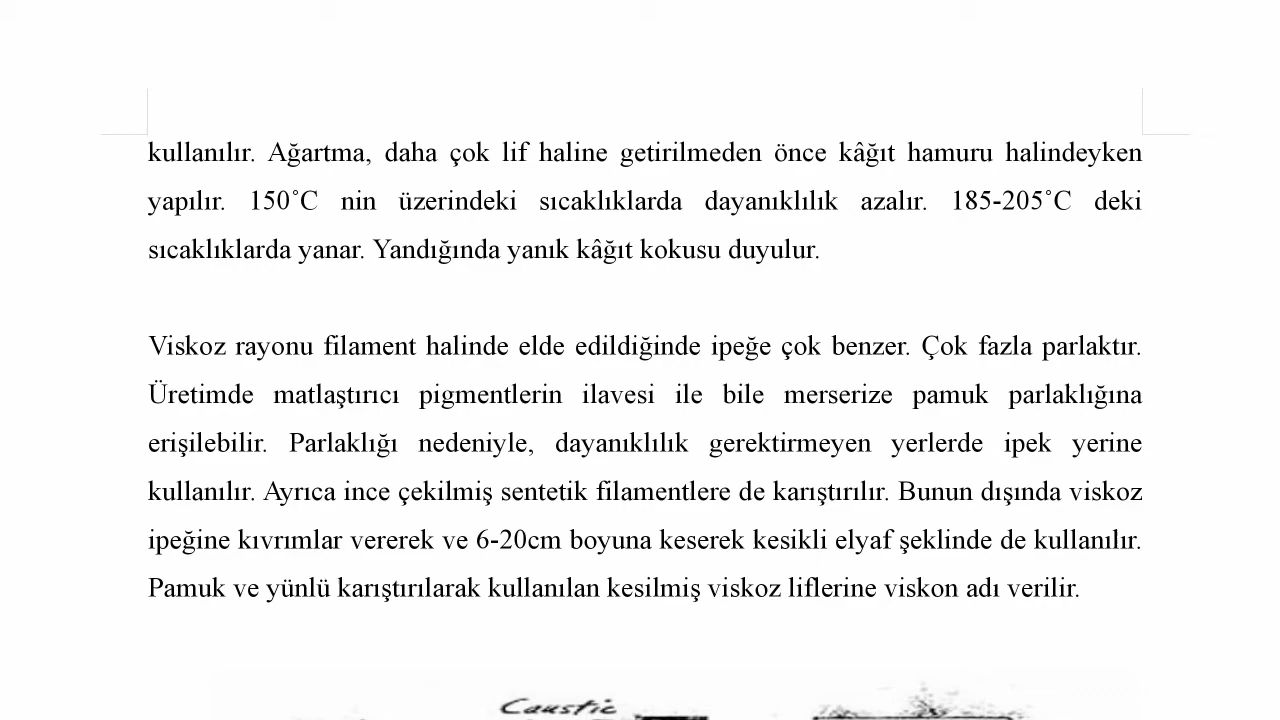 kullanılır. Ağartma, daha çok lif haline getirilmeden önce kâğıt hamuru halindeyken
yapılır. 150˚C nin üzerindeki sıcaklıklarda dayanıklılık azalır. 185-205˚C deki
sıcaklıklarda yanar. Yandığında yanık kâğıt kokusu duyulur.
Viskoz rayonu filament halinde elde edildiğinde ipeğe çok benzer. Çok fazla parlaktır.
Üretimde matlaştırıcı pigmentlerin ilavesi ile bile merserize pamuk parlaklığına
erişilebilir. Parlaklığı nedeniyle, dayanıklılık gerektirmeyen yerlerde ipek yerine
kullanılır. Ayrıca ince çekilmiş sentetik filamentlere de karıştırılır. Bunun dışında viskoz
ipeğine kıvrımlar vererek ve 6-20cm boyuna keserek kesikli elyaf şeklinde de kullanılır.
Pamuk ve yünlü karıştırılarak kullanılan kesilmiş viskoz liflerine viskon adı verilir.
Caustic